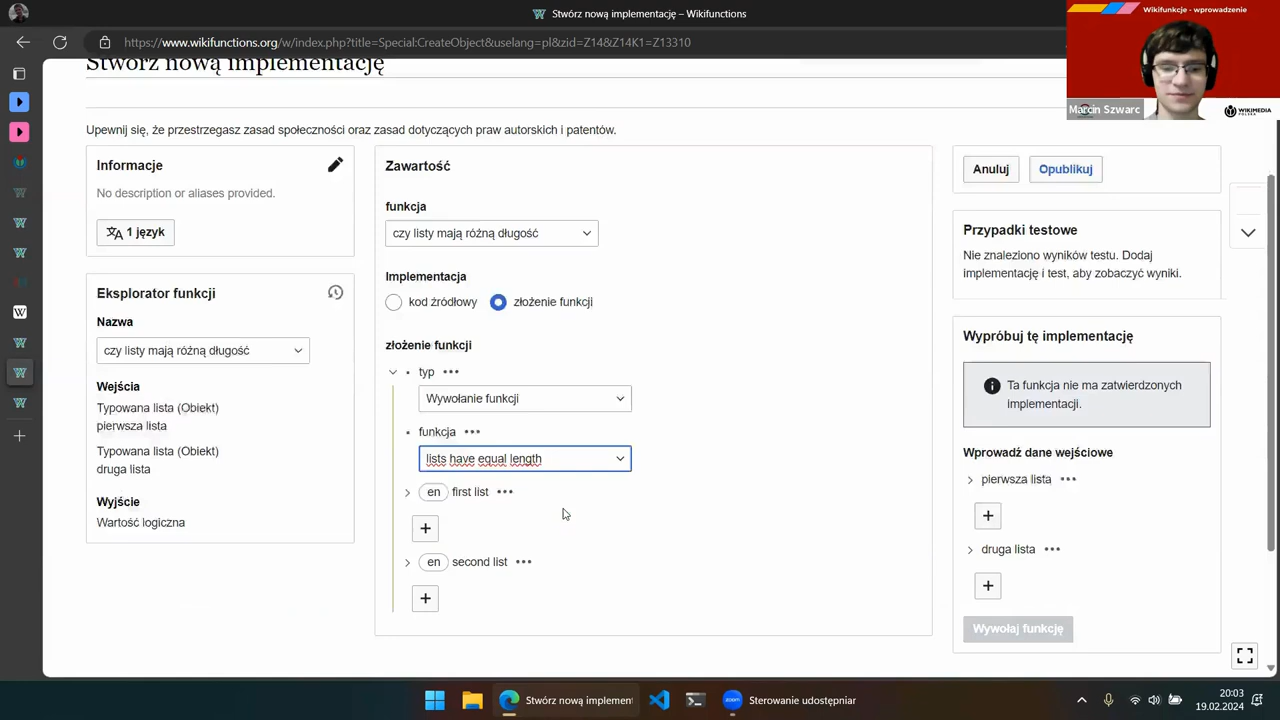 Stwórz nową implementację – Wikifunctions
https://www.wikifunctions.org/w/index.php?title=Special:CreateObject&uselang=pl&zid=Z14&Z14K1=Z13310
Wikifunkcje - wprowadzenie
Marcin Szwarc
WIKIMEDIA
POLSKA
Stwórz nową implementację
Upewnij się, że przestrzegasz zasad społeczności oraz zasad dotyczących praw autorskich i patentów.
Informacje
No description or aliases provided.
1 język
Eksplorator funkcji
Nazwa
czy listy mają różną długość
Wejścia
Typowana lista (Obiekt)
pierwsza lista
Typowana lista (Obiekt)
druga lista
Wyjście
Wartość logiczna
Zawartość
funkcja
czy listy mają różną długość
Implementacja
kod źródłowy
złożenie funkcji
złożenie funkcji
typ
Wywołanie funkcji
funkcja
lists have equal length
en first list
en second list
Anuluj
Opublikuj
Przypadki testowe
Nie znaleziono wyników testu. Dodaj
implementację i test, aby zobaczyć wyniki.
Wypróbuj tę implementację
Ta funkcja nie ma zatwierdzonych
implementacji.
Wprowadź dane wejściowe
pierwsza lista
druga lista
Wywołaj funkcję
Stwórz nową implement
Sterowanie udostępniar
20:03
19.02.2024